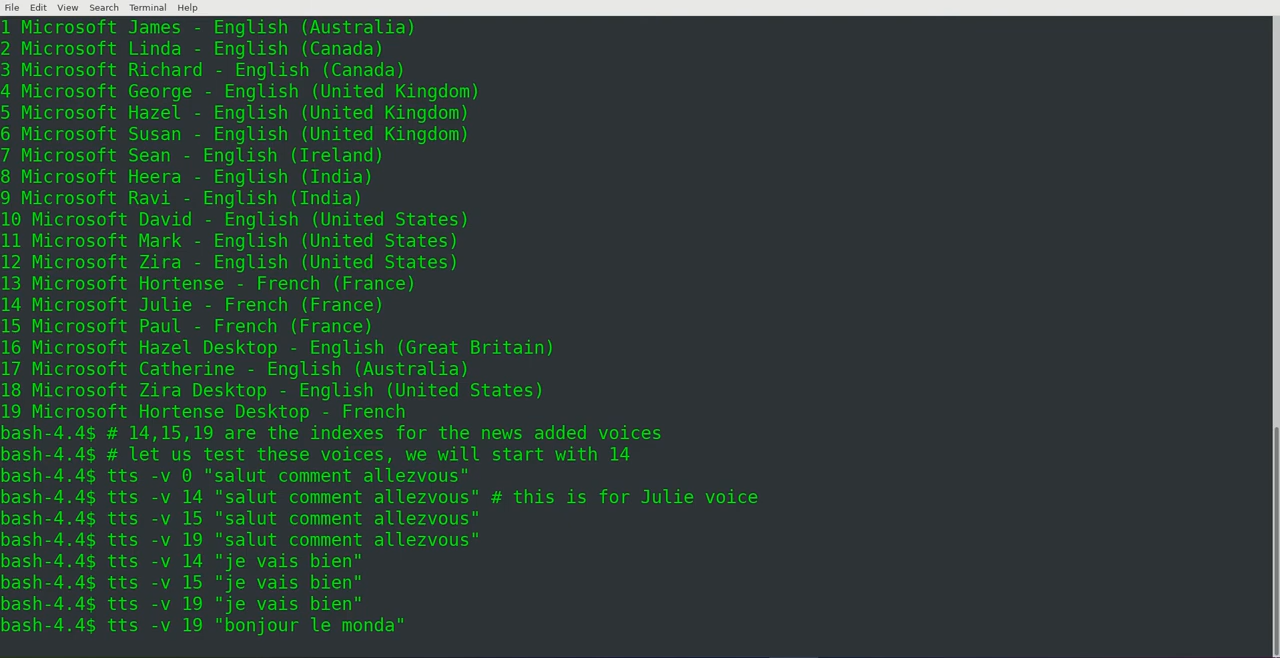 File Edit View Search Terminal Help
1 Microsoft James - English (Australia)
2 Microsoft Linda - English (Canada)
3 Microsoft Richard - English (Canada)
4 Microsoft George - English (United Kingdom)
5 Microsoft Hazel - English (United Kingdom)
6 Microsoft Susan - English (United Kingdom)
7 Microsoft Sean - English (Ireland)
8 Microsoft Heera - English (India)
9 Microsoft Ravi - English (India)
10 Microsoft David - English (United States)
11 Microsoft Mark - English (United States)
12 Microsoft Zira - English (United States)
13 Microsoft Hortense - French (France)
14 Microsoft Julie - French (France)
15 Microsoft Paul - French (France)
16 Microsoft Hazel Desktop - English (Great Britain)
17 Microsoft Catherine - English (Australia)
18 Microsoft Zira Desktop - English (United States)
19 Microsoft Hortense Desktop - French
bash-4.4$ # 14,15,19 are the indexes for the news added voices
bash-4.4$ # let us test these voices, we will start with 14
bash-4.4$ tts -v 0 "salut comment allezvous"
bash-4.4$ tts -v 14 "salut comment allezvous" # this is for Julie voice
bash-4.4$ tts -v 15 "salut comment allezvous"
bash-4.4$ tts -v 19 "salut comment allezvous"
bash-4.4$ tts -v 14 "je vais bien"
bash-4.4$ tts -v 15 "je vais bien"
bash-4.4$ tts -v 19 "je vais bien"
bash-4.4$ tts -v 19 "bonjour le monda"